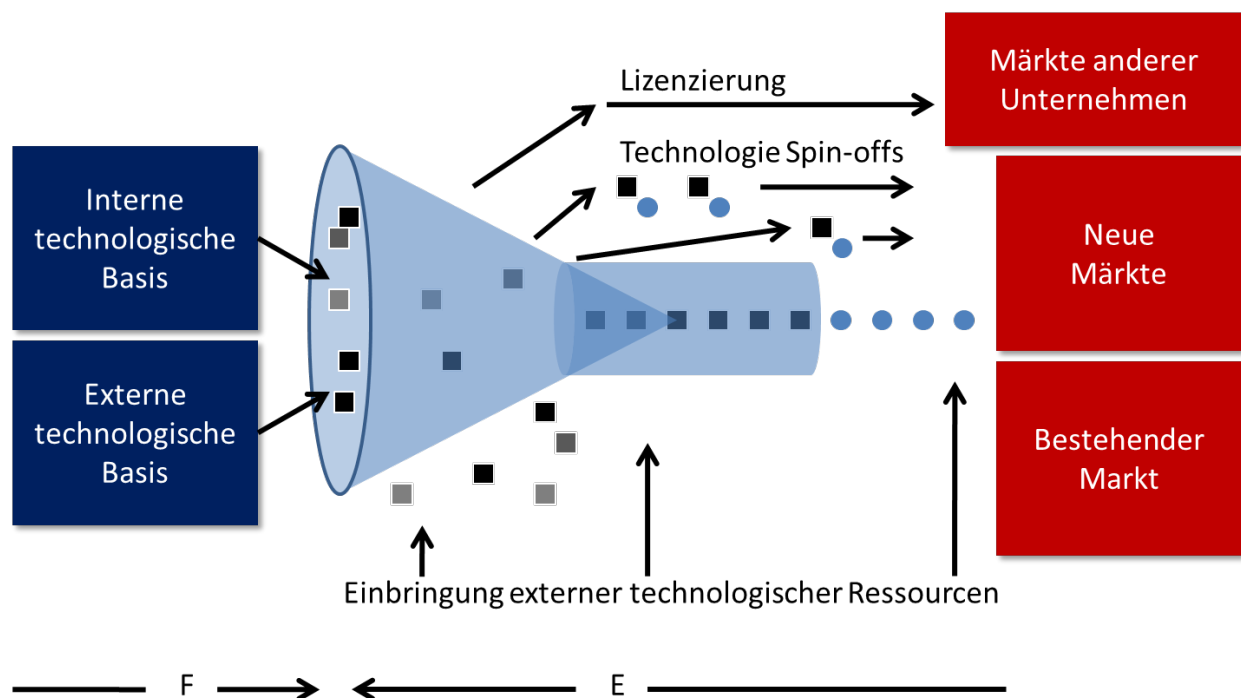 Lizenzierung
Märkte anderer
Unternehmen
Technologie Spin-offs
Interne
technologische
Basis
Neue
Märkte
Externe
technologische
Basis
Bestehender
Markt
Einbringung externer technologischer Ressourcen
F
E